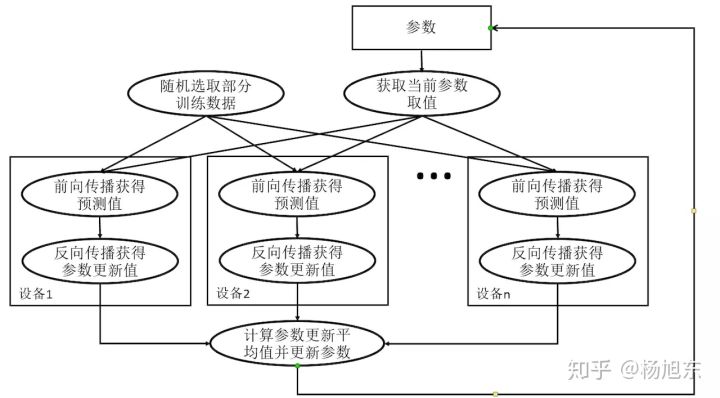 参数
随机选取部分
训练数据
获取当前参数
取值
前向传播获得
预测值
反向传播获得
参数更新值
设备1
前向传播获得
预测值
反向传播获得
参数更新值
设备2
前向传播获得
预测值
反向传播获得
参数更新值
设备n
计算参数更新平
均值并更新参数
知乎 @杨旭东